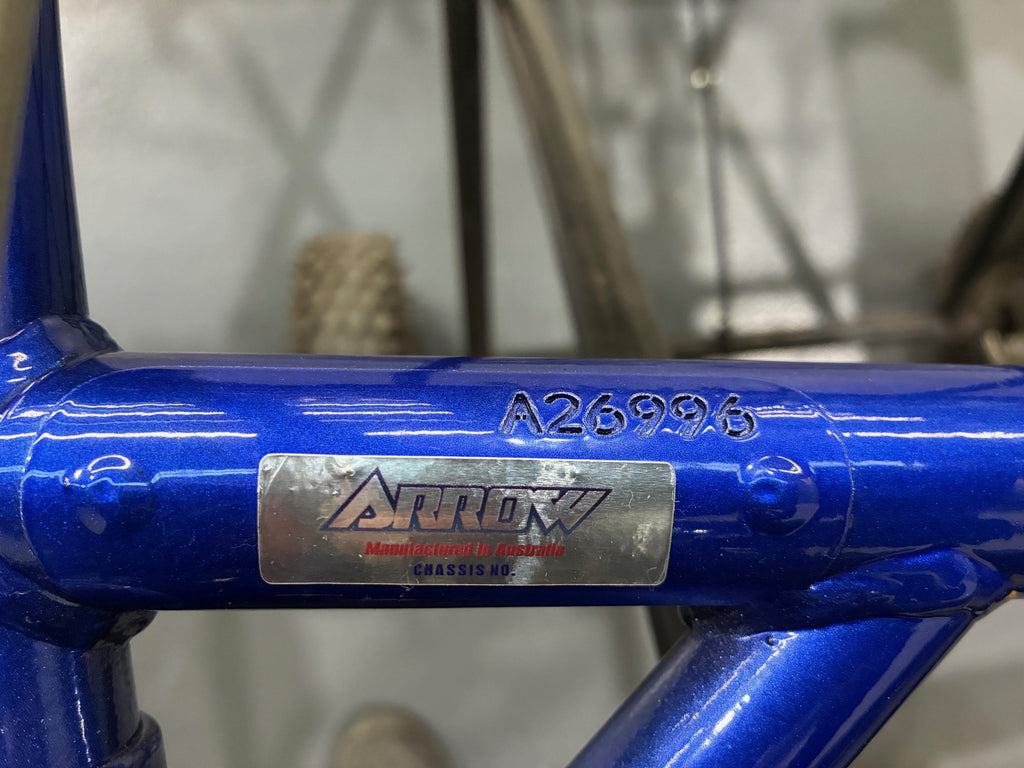 A26996
ARROW
Manufactured In Australia
CHASSIS NO.